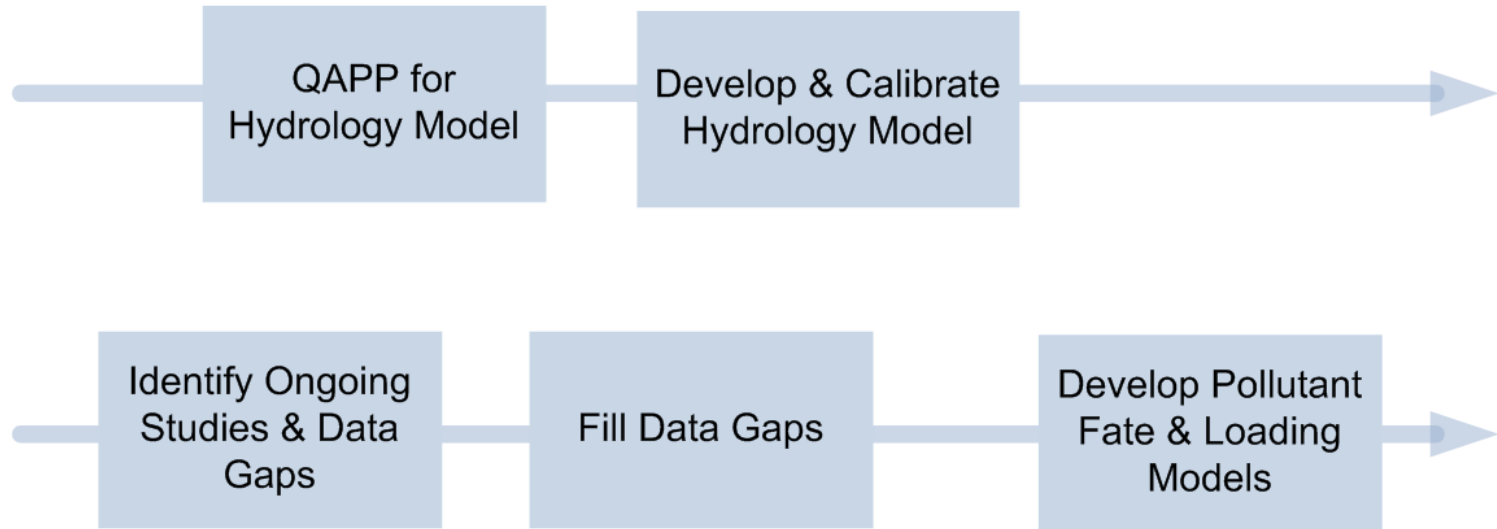 QAPP for
Hydrology Model
Develop & Calibrate
Hydrology Model
Identify Ongoing
Studies & Data
Gaps
Fill Data Gaps
Develop Pollutant
Fate & Loading
Models